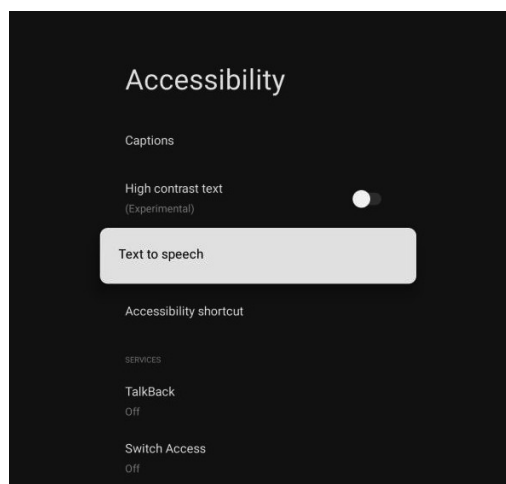 Accessibility
Captions
High contrast text
(Experimental)
Text to speech
Accessibility shortcut
SERVICES
TalkBack
Off
Switch Access
Off